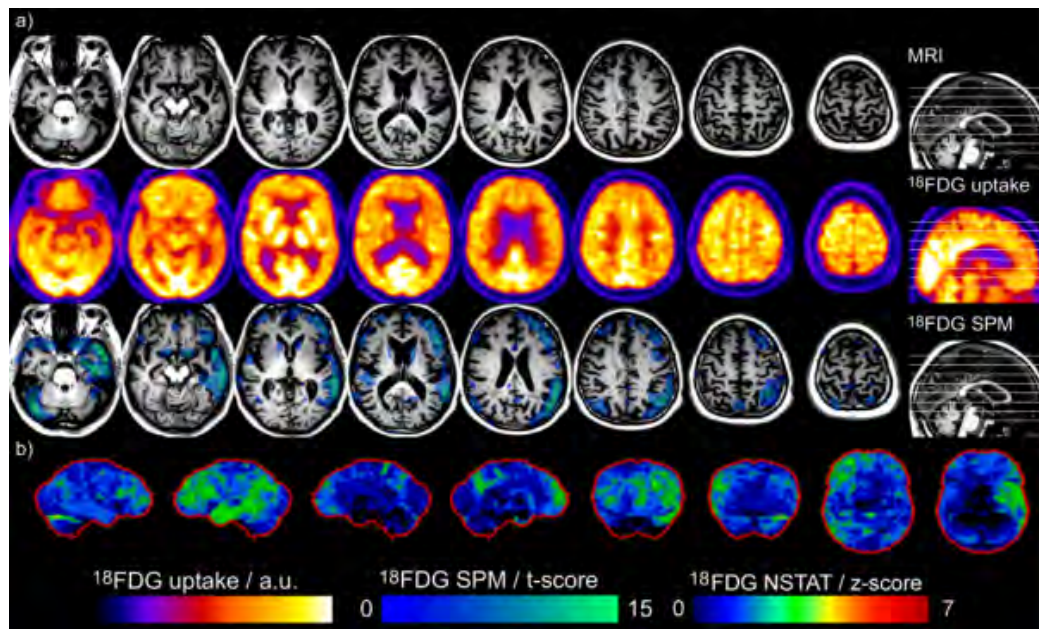 a)
MRI
¹⁸FDG uptake
¹⁸FDG SPM
b)
¹⁸FDG uptake / a.u.
¹⁸FDG SPM / t-score
0 15
¹⁸FDG NSTAT / z-score
0 7